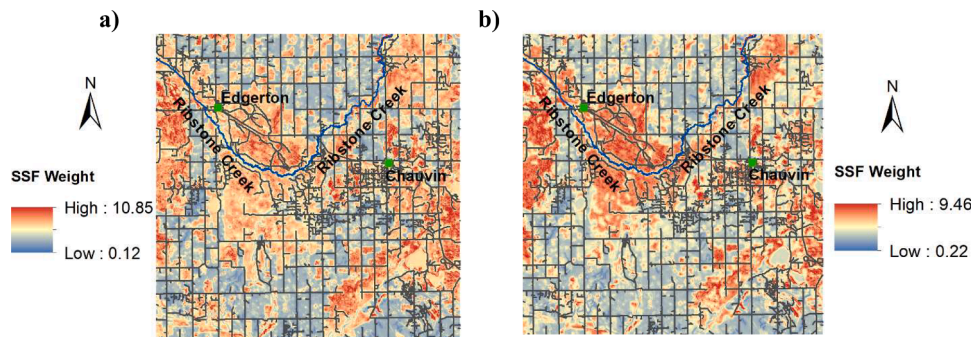 a)
b)
N
Edgerton
Ribstone Creek
Ribstone Creek
Chauvin
SSF Weight
High : 10.85
Low : 0.12
Edgerton
Ribstone Creek
Ribstone Creek
Chauvin
N
SSF Weight
High : 9.46
Low : 0.22